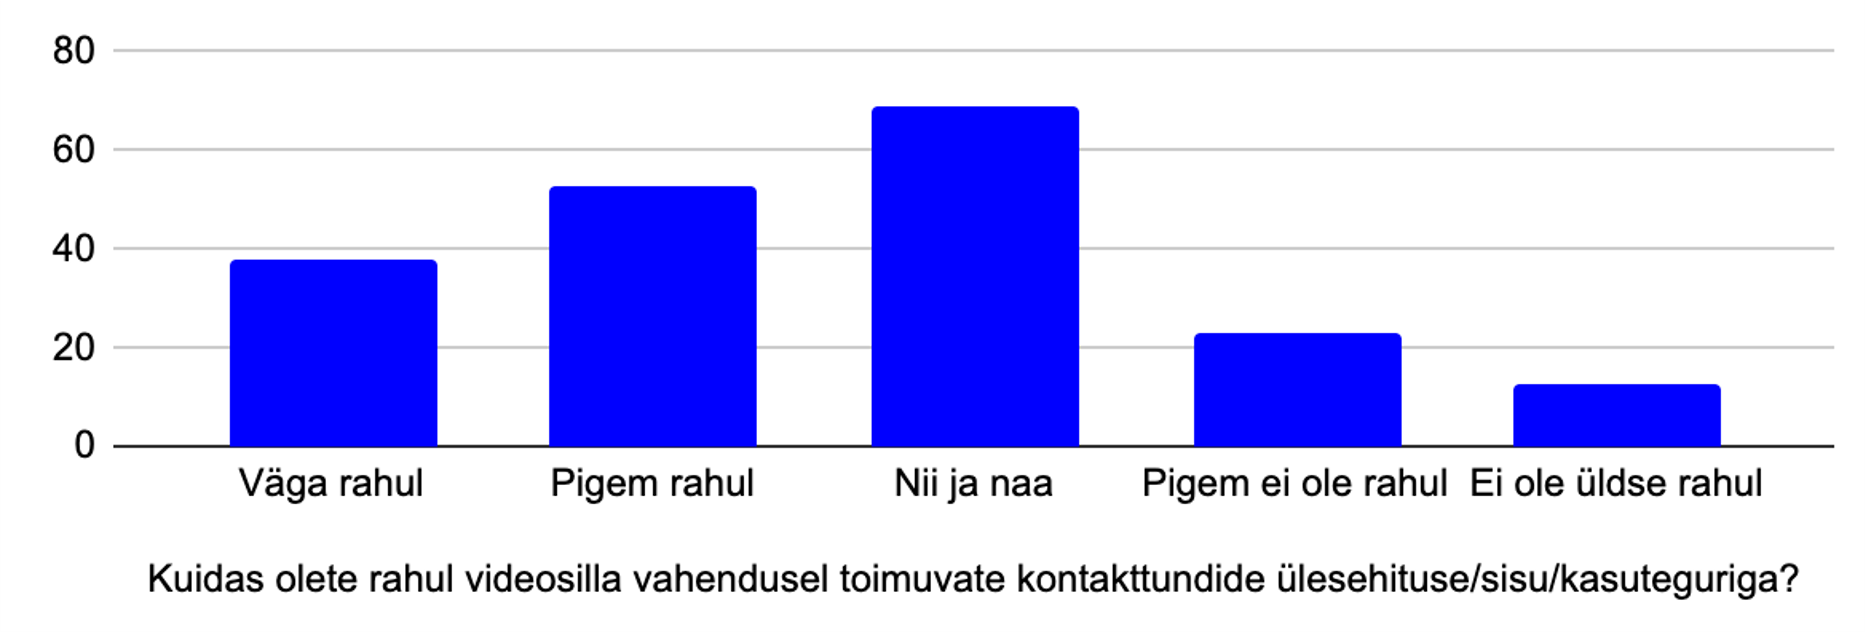 80
60
40
20
0
Väga rahul Pigem rahul Nii ja naa Pigem ei ole rahul Ei ole üldse rahul
Kuidas olete rahul videosilla vahendusel toimuvate kontakttundide ülesehituse/sisu/kasuteguriga?